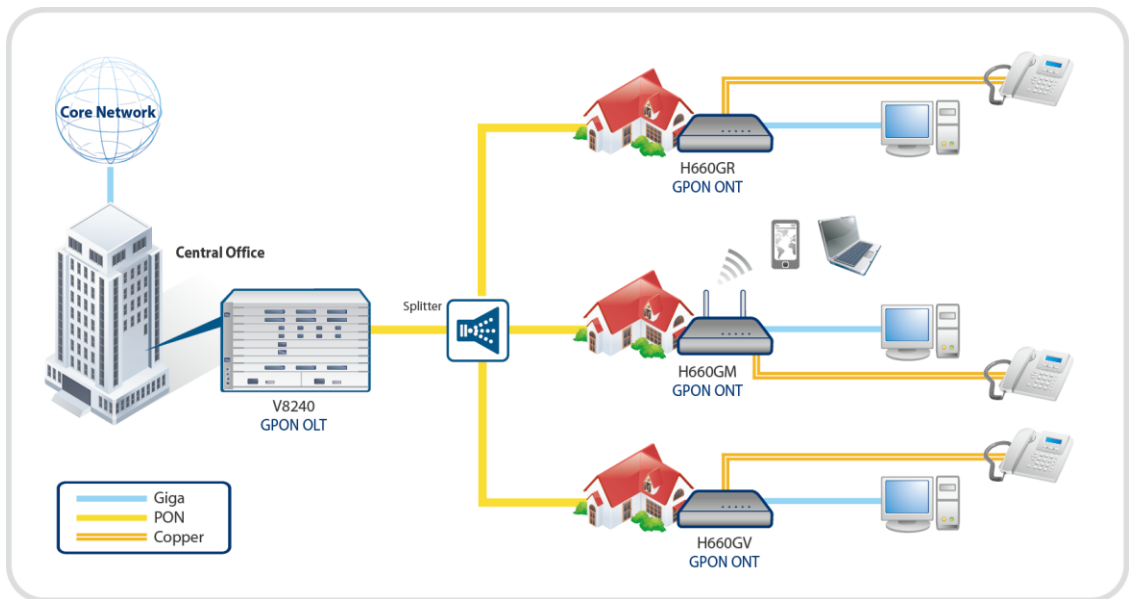 Core Network
Central Office
V8240
GPON OLT
Splitter
H660GR
GPON ONT
H660GM
GPON ONT
H660GV
GPON ONT
Giga
PON
Copper